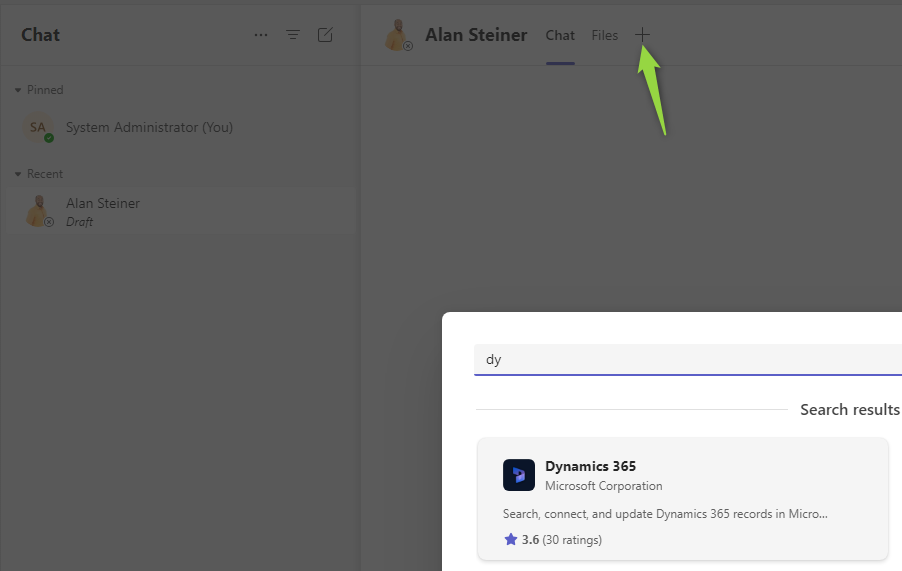 Chat
Alan Steiner Chat Files
Pinned
SA System Administrator (You)
Recent
Alan Steiner
Draft
dy
Search results
Dynamics 365
Microsoft Corporation
Search, connect, and update Dynamics 365 records in Micro...
3.6 (30 ratings)